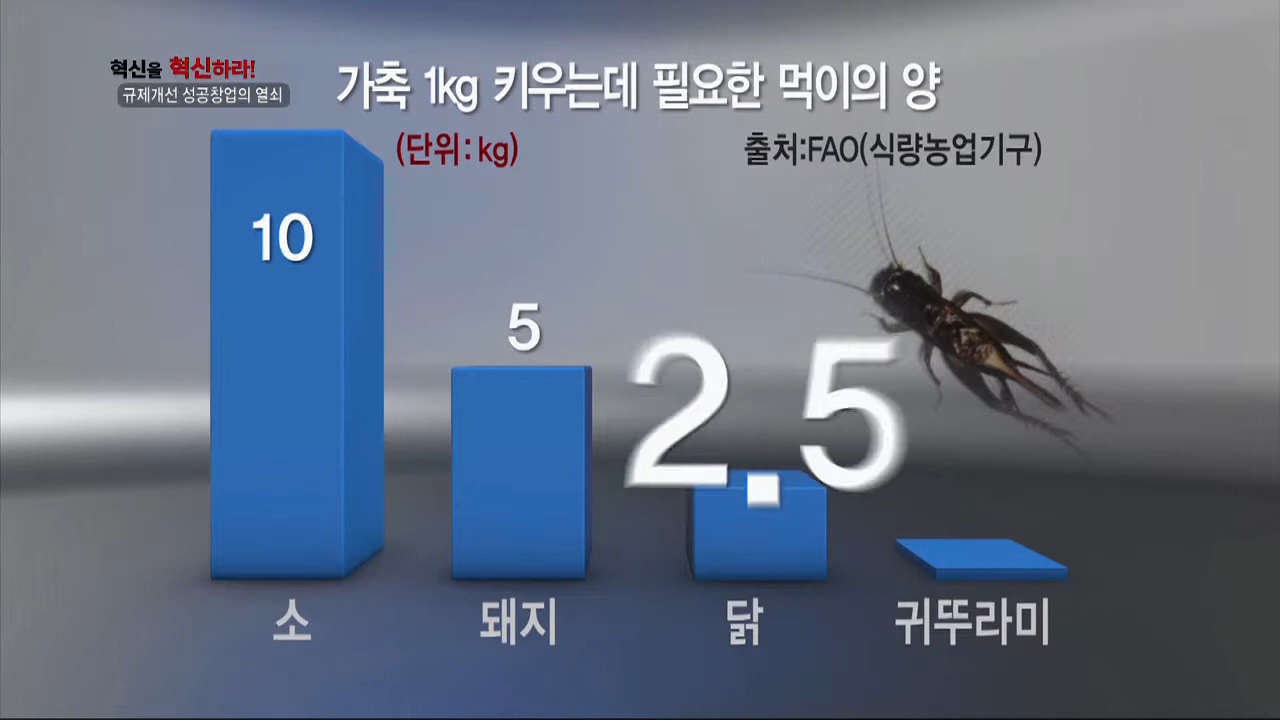 혁신을 혁신하라!
규제개선 성공창업의 열쇠
가축 1kg 키우는데 필요한 먹이의 양
(단위:kg)
출처:FAO(식량농업기구)
10
5
2.5
소
돼지
닭
귀뚜라미